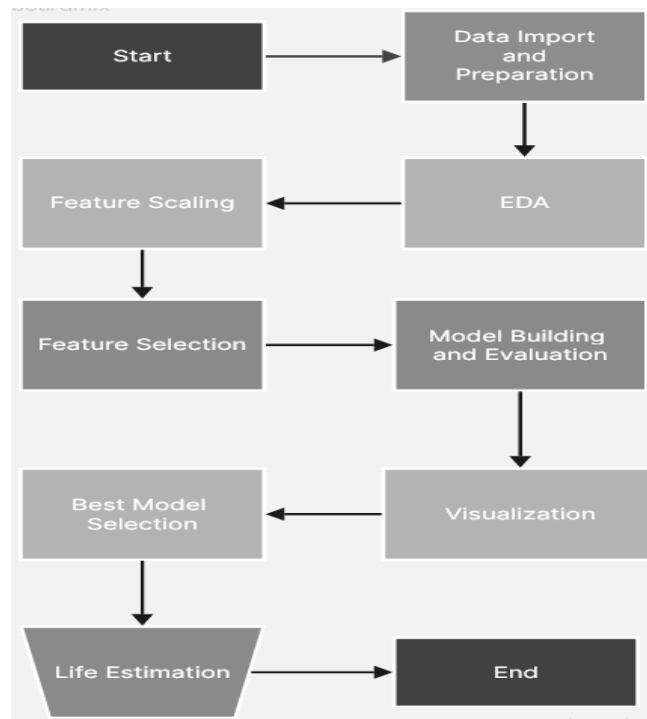 Start
Data Import
and
Preparation
Feature Scaling
EDA
Feature Selection
Model Building
and Evaluation
Best Model
Selection
Visualization
Life Estimation
End